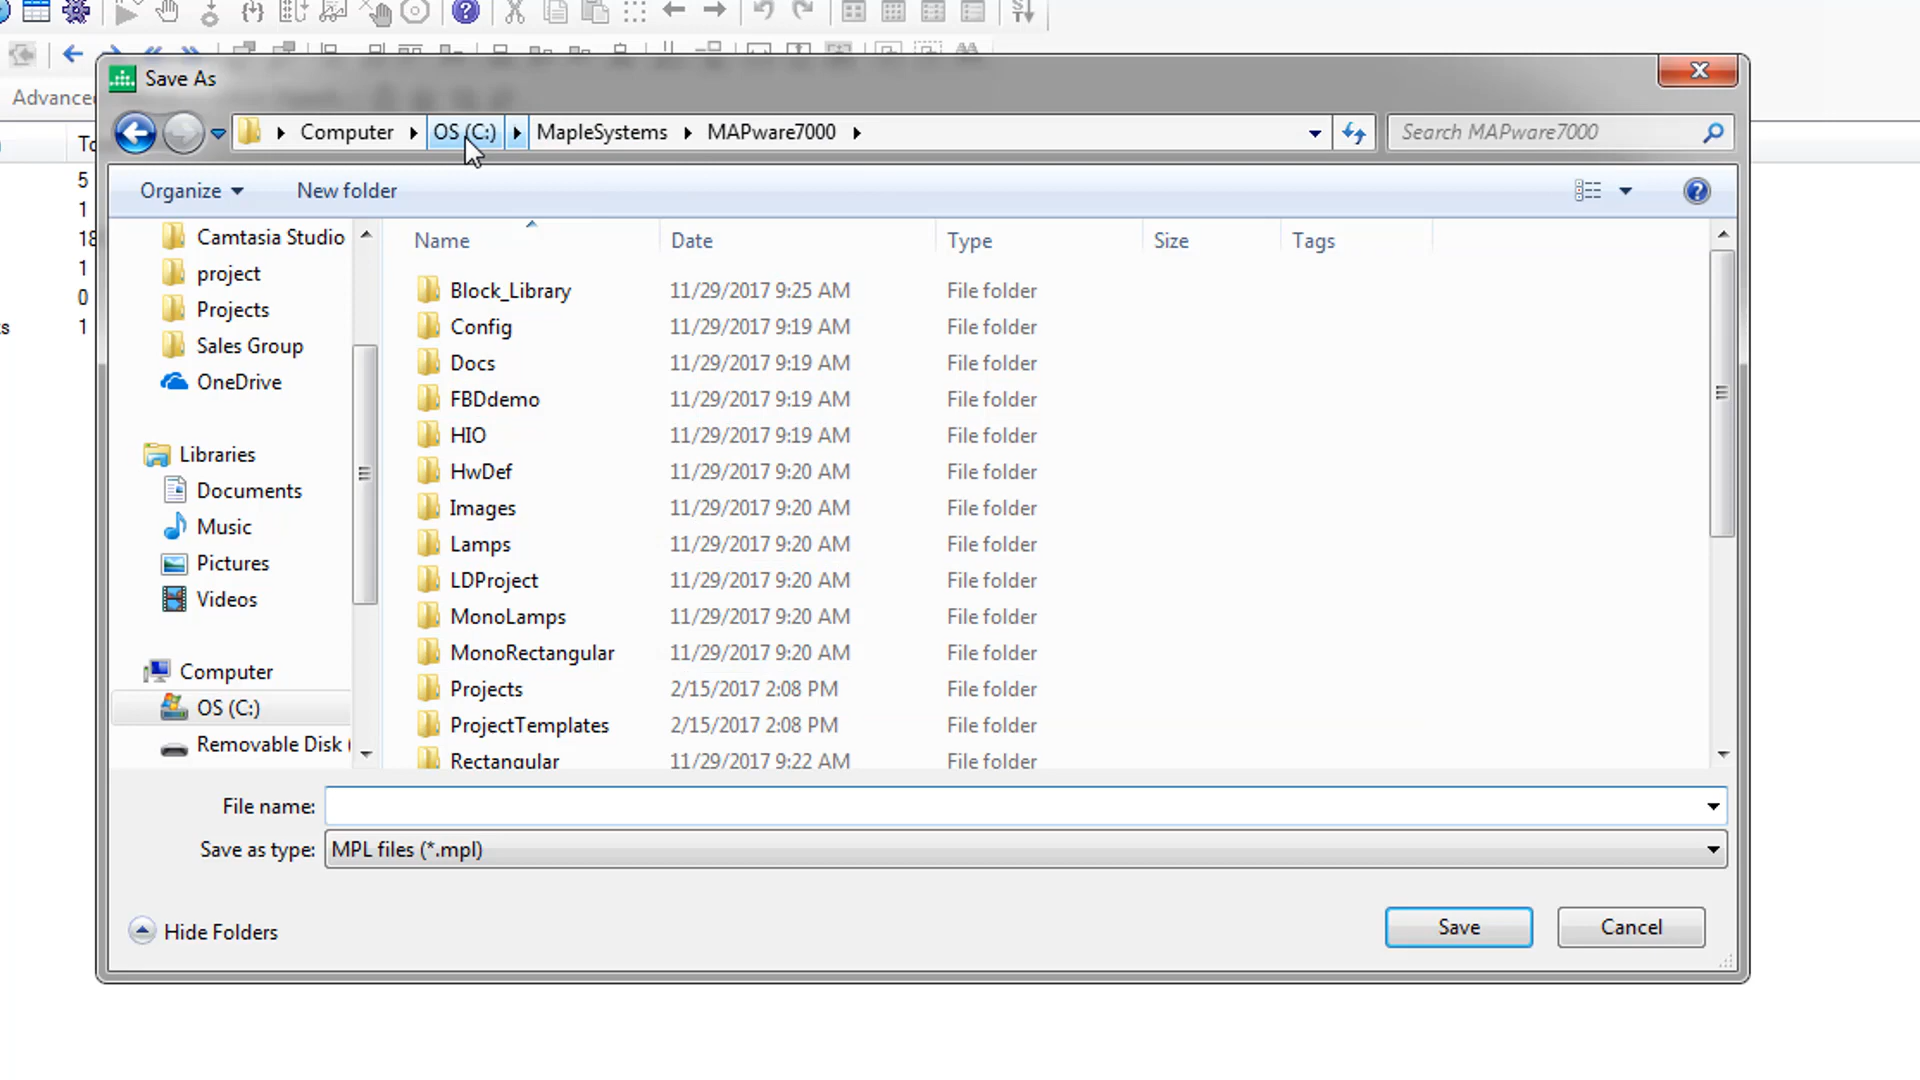 Save As
Advance
Computer OS (C:) MapleSystems MAPware7000
Search MAPware7000
To
Organize New folder
5
1
18
1
0
1
s
Camtasia Studio
project
Projects
Sales Group
OneDrive
Libraries
Documents
Music
Pictures
Videos
Computer
OS (C:)
Removable Disk (
Name Date Type Size Tags
Block_Library 11/29/2017 9:25 AM File folder
Config 11/29/2017 9:19 AM File folder
Docs 11/29/2017 9:19 AM File folder
FBDdemo 11/29/2017 9:19 AM File folder
HIO 11/29/2017 9:19 AM File folder
HwDef 11/29/2017 9:20 AM File folder
Images 11/29/2017 9:20 AM File folder
Lamps 11/29/2017 9:20 AM File folder
LDProject 11/29/2017 9:20 AM File folder
MonoLamps 11/29/2017 9:20 AM File folder
MonoRectangular 11/29/2017 9:20 AM File folder
Projects 2/15/2017 2:08 PM File folder
ProjectTemplates 2/15/2017 2:08 PM File folder
Rectangular 11/29/2017 9:22 AM File folder
File name:
Save as type: MPL files (*.mpl)
Hide Folders
Save Cancel